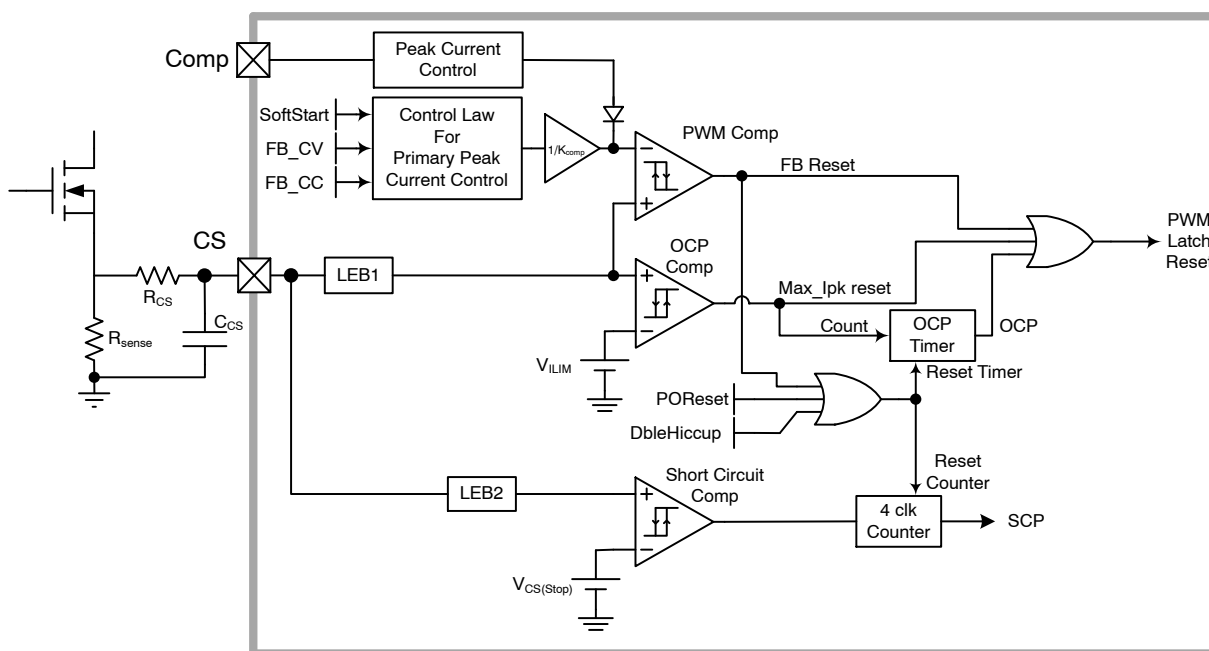 Comp
Peak Current
Control
SoftStart
FB_CV
FB_CC
Control Law
For
Primary Peak
Current Control
1/Kcomp
PWM Comp
FB Reset
PWM
Latch
Reset
CS
LEB1
OCP
Comp
RCS
CCS
Rsense
Max_Ipk reset
Count
OCP
Timer
OCP
VILIM
Reset Timer
POReset
DbleHiccup
Reset
Counter
LEB2
Short Circuit
Comp
4 clk
Counter
SCP
VCS(Stop)
+
−
+
−
+
−